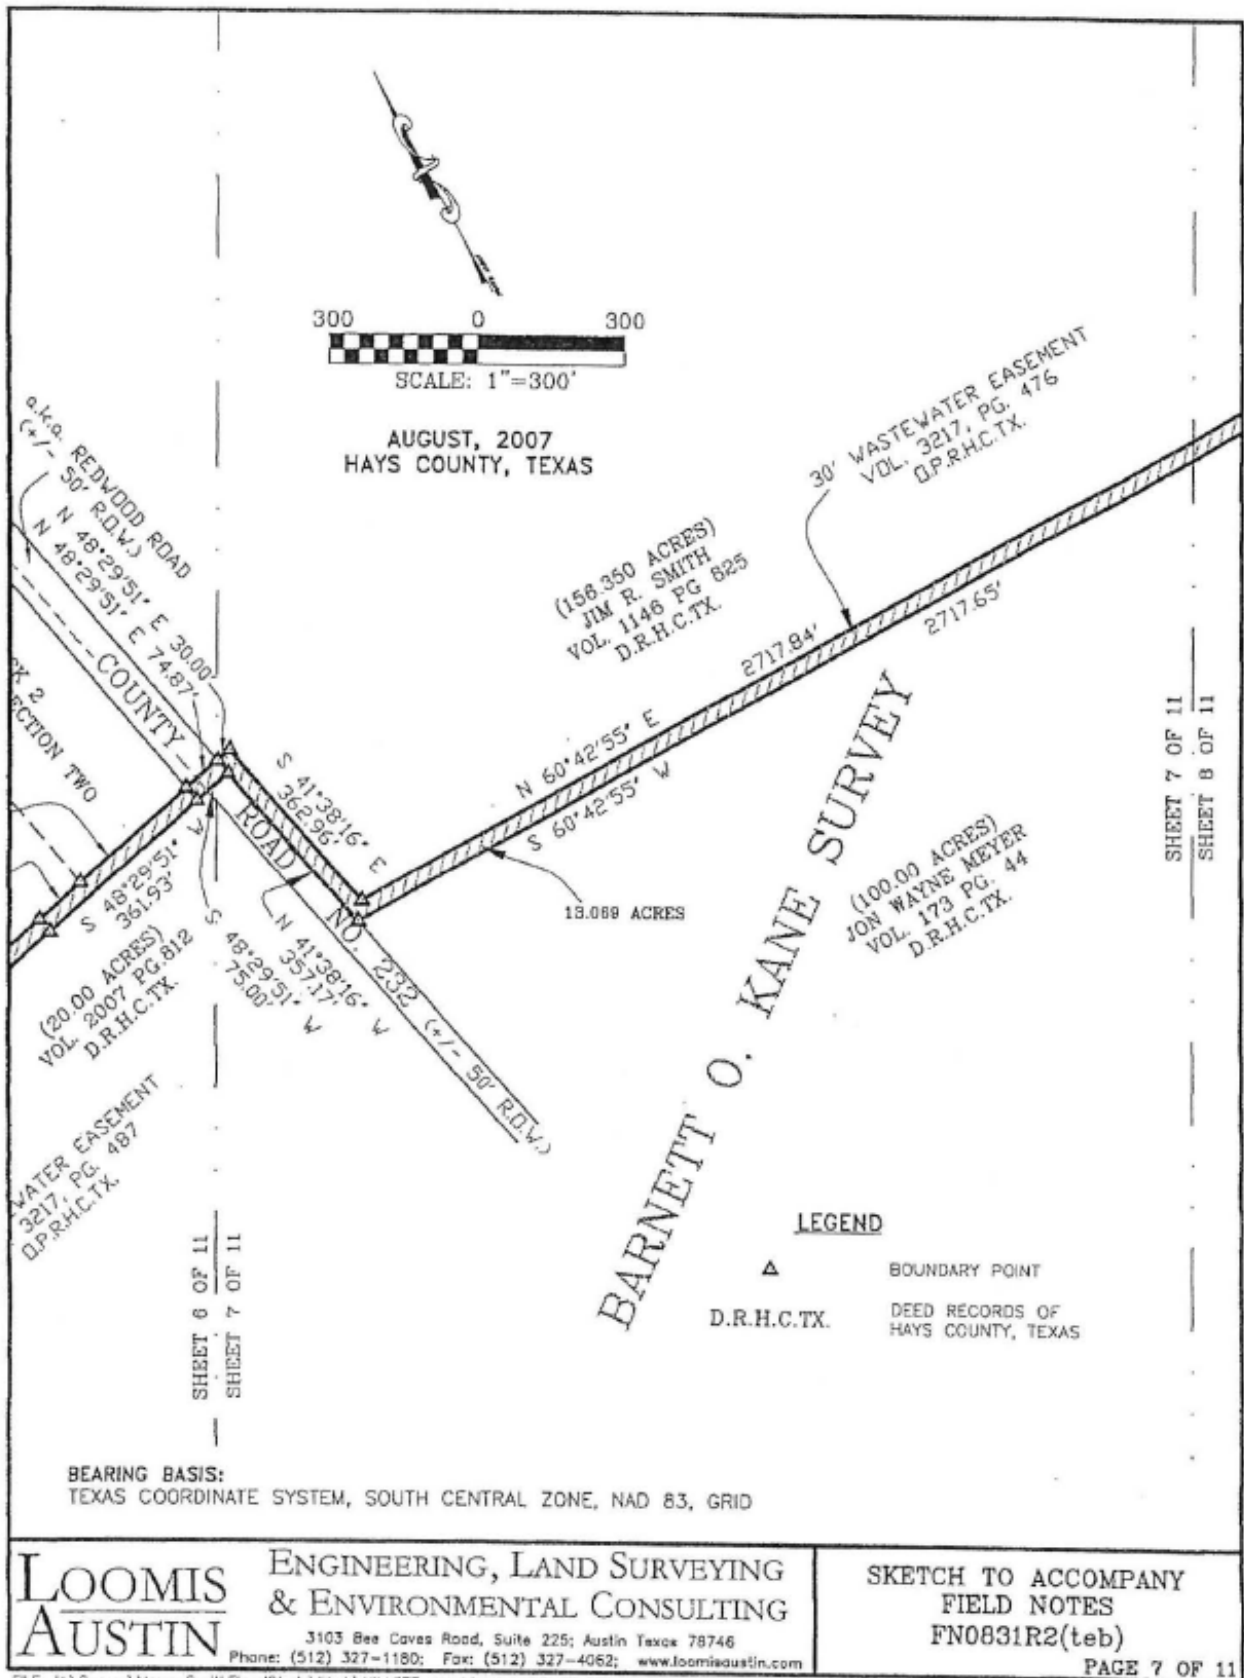 300 0 300
SCALE: 1"=300'
AUGUST, 2007
HAYS COUNTY, TEXAS
30' WASTEWATER EASEMENT
VOL. 3217, PG. 476
O.P.R.H.C.TX.
a.k.a. REDWOOD ROAD
(+/- 50' R.O.W.)
N 48°29'51" E 30.00'
N 48°29'51" E 74.87'
(158.350 ACRES)
JIM R. SMITH
VOL. 1146 PG 825
D.R.H.C.TX.
2717.84'
2717.65'
CK 2
ECTION TWO
COUNTY ROAD NO. 232 (+/- 50' R.O.W.)
S 41°38'16" E
362.96'
N 60°42'55" E
S 60°42'55" W
13.069 ACRES
BARNETT O. KANE SURVEY
(100.00 ACRES)
JON WAYNE MEYER
VOL. 173 PG. 44
D.R.H.C.TX.
SHEET 7 OF 11
SHEET 8 OF 11
S 48°29'51" W
361.93'
(20.00 ACRES)
VOL. 2007 PG.812
D.R.H.C.TX.
S 48°29'51" W
75.00'
N 41°38'16" W
357.17'
WATER EASEMENT
3217, PG. 487
O.P.R.H.C.TX.
SHEET 6 OF 11
SHEET 7 OF 11
LEGEND
BOUNDARY POINT
D.R.H.C.TX. DEED RECORDS OF
HAYS COUNTY, TEXAS
BEARING BASIS:
TEXAS COORDINATE SYSTEM, SOUTH CENTRAL ZONE, NAD 83, GRID
LOOMIS
AUSTIN
ENGINEERING, LAND SURVEYING
& ENVIRONMENTAL CONSULTING
3103 Bee Caves Road, Suite 225; Austin Texas 78746
Phone: (512) 327-1180; Fax: (512) 327-4062; www.loomisaustin.com
SKETCH TO ACCOMPANY
FIELD NOTES
FN0831R2(teb)
PAGE 7 OF 11